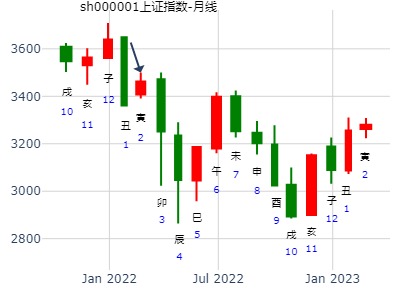 sh000001上证指数-月线
3600
3400
3200
3000
2800
戌
10
亥
11
子
12
丑
1
寅
2
卯
3
辰
4
巳
5
午
6
未
7
申
8
酉
9
戌
10
亥
11
子
12
丑
1
寅
2
Jan 2022
Jul 2022
Jan 2023